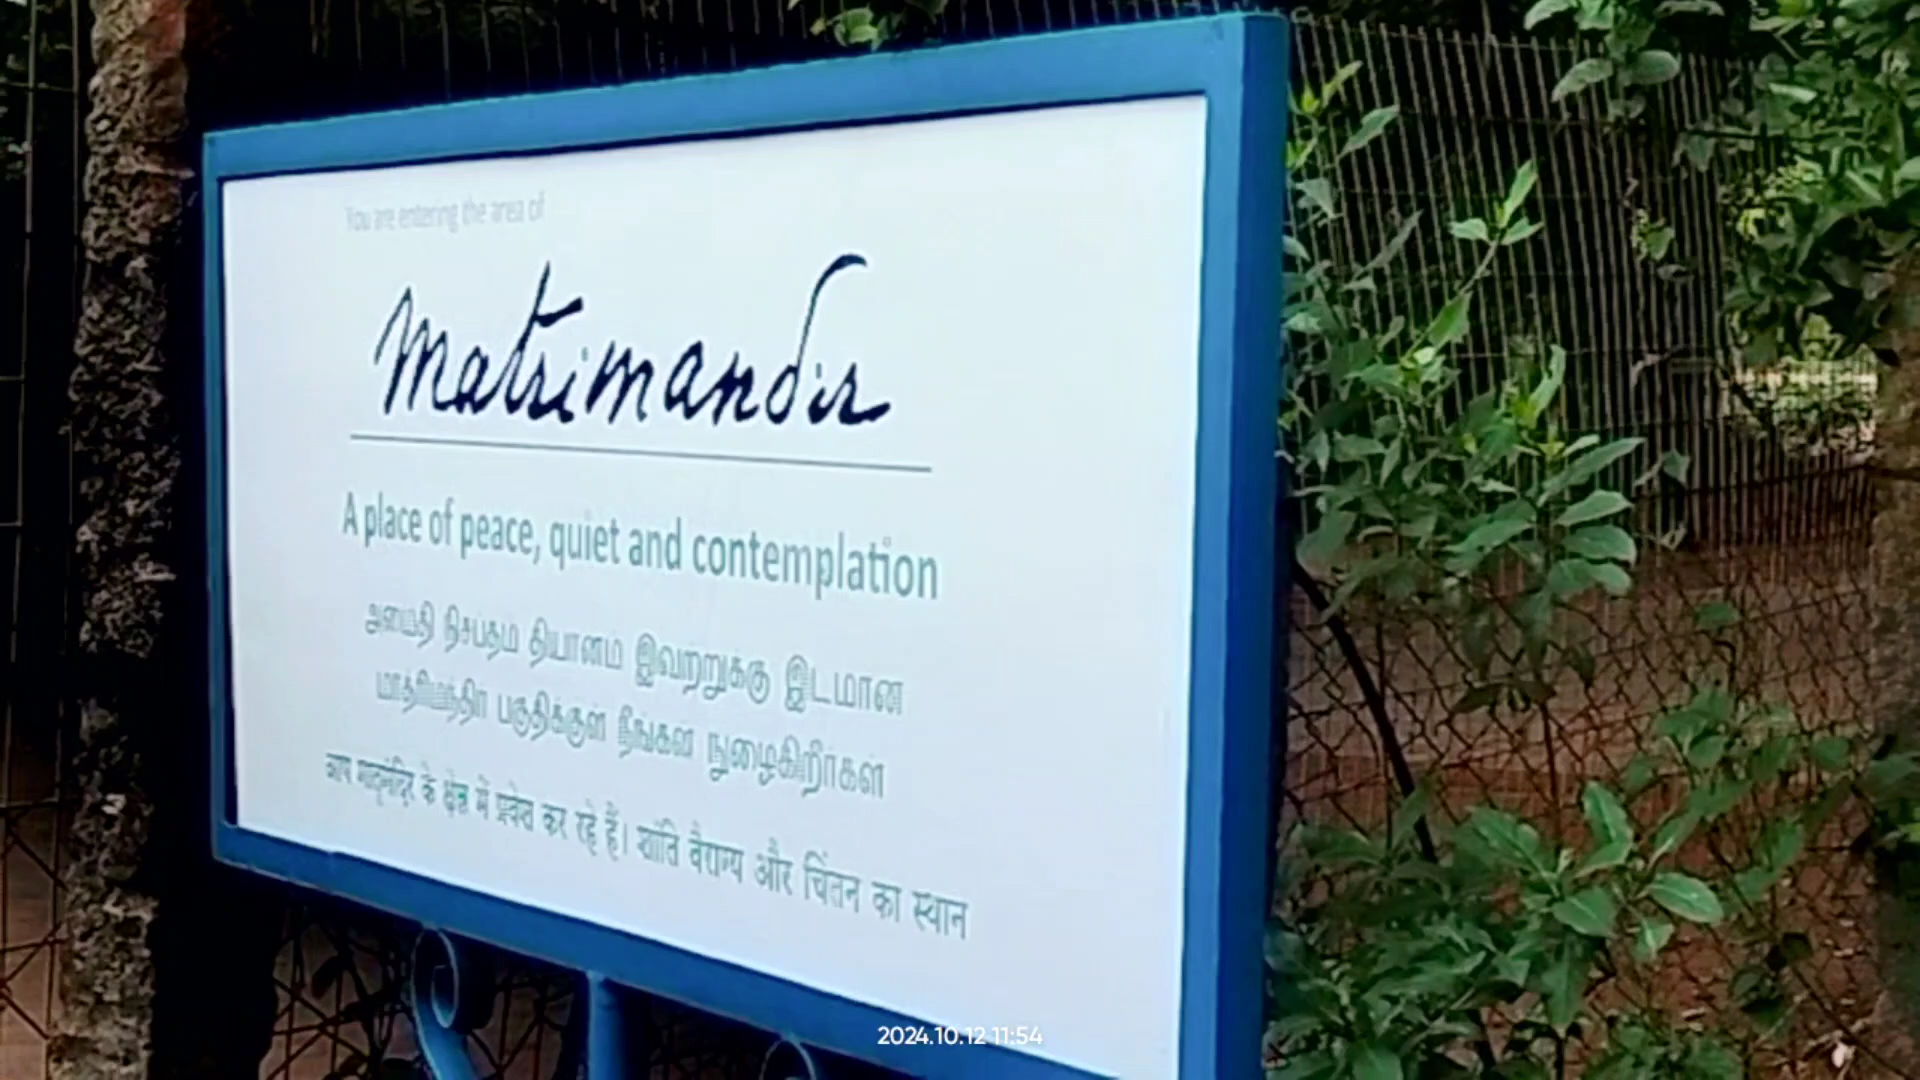 You are entering the area of
Matrimandir
A place of peace, quiet and contemplation
அமைதி நிசப்தம் தியானம் இவற்றுக்கு இடமான
மாத்ரிமந்திர் பகுதிக்குள் நீங்கள் நுழைகிறீர்கள்
आप मातृमंदिर के क्षेत्र में प्रवेश कर रहे हैं। शांति वैराग्य और चिंतन का स्थान
2024.10.12 11:54